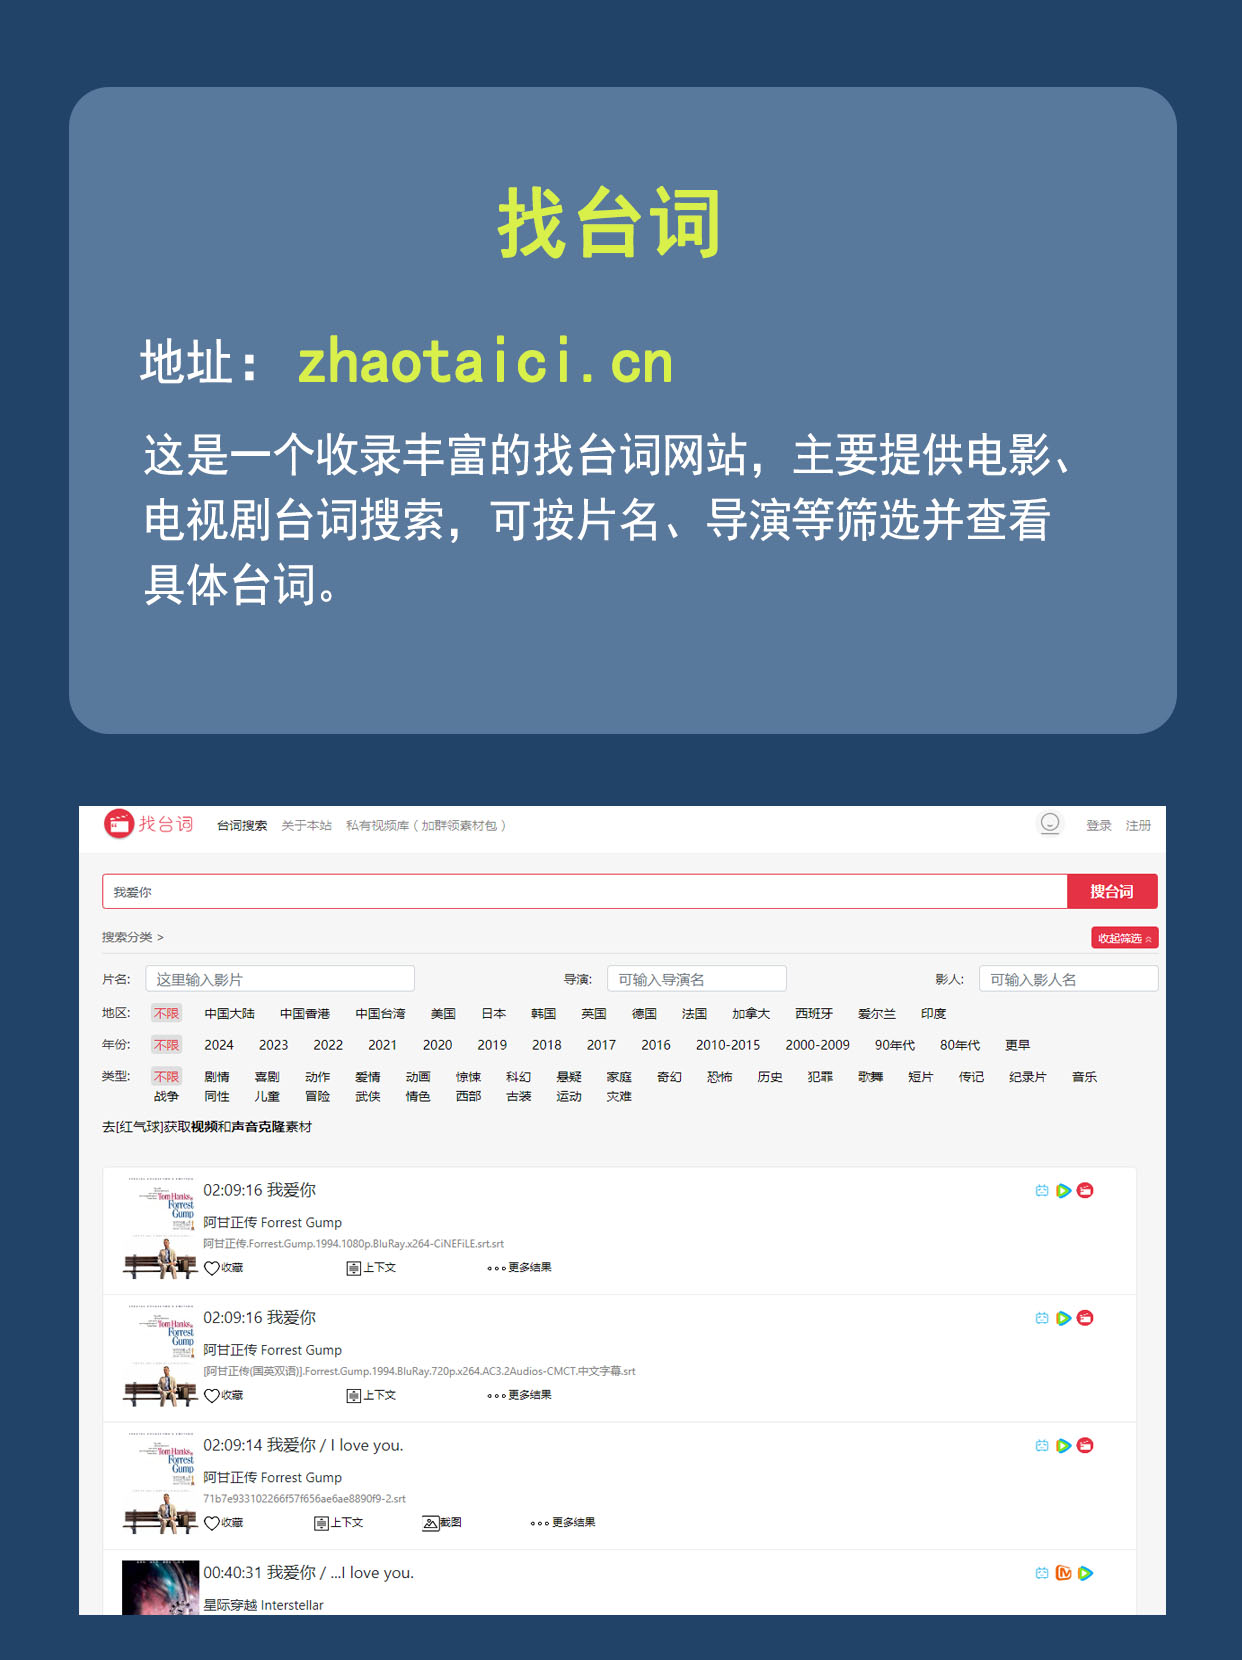 找台词
地址：zhaotaici.cn
这是一个收录丰富的找台词网站，主要提供电影、
电视剧台词搜索，可按片名、导演等筛选并查看
具体台词。
找台词 台词搜索 关于本站 私有视频库（加群领素材包） 登录 注册
我爱你 搜台词
搜索分类 > 收起筛选
片名: 这里输入影片 导演: 可输入导演名 影人: 可输入影人名
地区: 不限 中国大陆 中国香港 中国台湾 美国 日本 韩国 英国 德国 法国 加拿大 西班牙 爱尔兰 印度
年份: 不限 2024 2023 2022 2021 2020 2019 2018 2017 2016 2010-2015 2000-2009 90年代 80年代 更早
类型: 不限 剧情 喜剧 动作 爱情 动画 惊悚 科幻 悬疑 家庭 奇幻 恐怖 历史 犯罪 歌舞 短片 传记 纪录片 音乐
战争 同性 儿童 冒险 武侠 情色 西部 古装 运动 灾难
去[红气球]获取视频和声音克隆素材
Tom Hanks
Forrest
Gump
02:09:16 我爱你
阿甘正传 Forrest Gump
阿甘正传.Forrest.Gump.1994.1080p.BluRay.x264-CiNEFiLE.srt.srt
收藏 上下文 更多结果
Tom Hanks
Forrest
Gump
02:09:16 我爱你
阿甘正传 Forrest Gump
[阿甘正传(国英双语)].Forrest.Gump.1994.BluRay.720p.x264.AC3.2Audios-CMCT.中文字幕.srt
收藏 上下文 更多结果
Tom Hanks
Forrest
Gump
02:09:14 我爱你 / I love you.
阿甘正传 Forrest Gump
71b7e933102266f57f656ae6ae8890f9-2.srt
收藏 上下文 截图 更多结果
00:40:31 我爱你 / ...I love you.
星际穿越 Interstellar